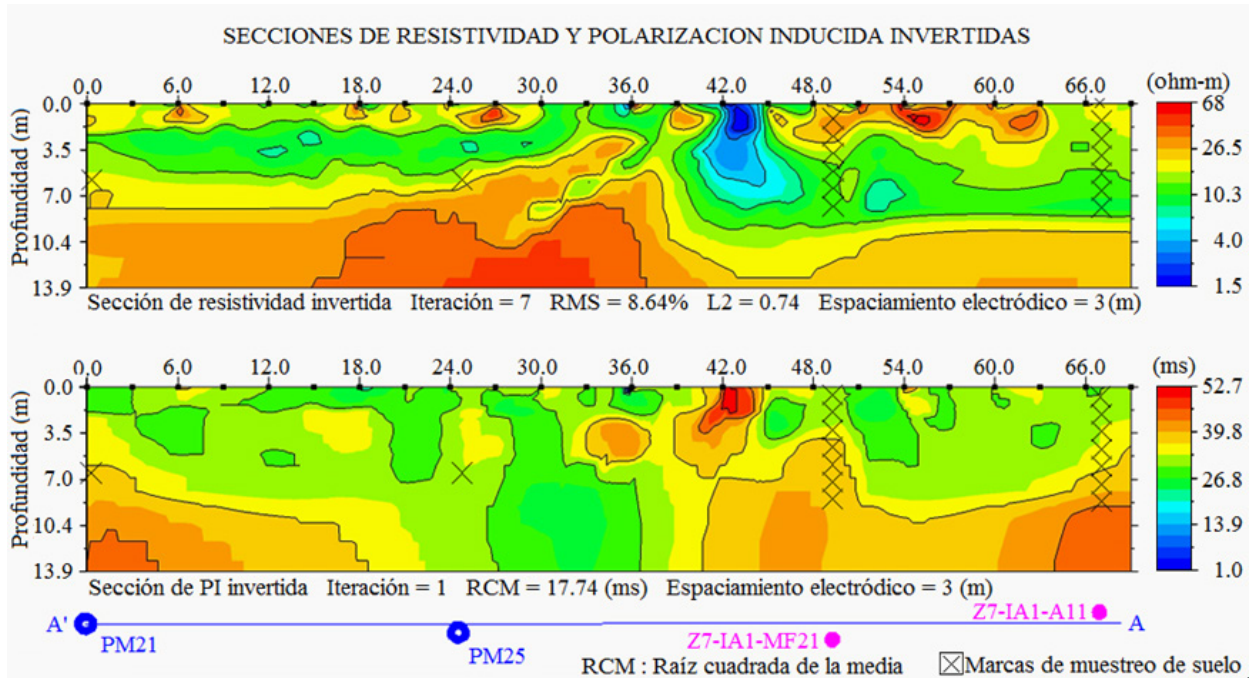 SECCIONES DE RESISTIVIDAD Y POLARIZACION INDUCIDA INVERTIDAS
0.0 6.0 12.0 18.0 24.0 30.0 36.0 42.0 48.0 54.0 60.0 66.0 (ohm-m)
Profundidad (m)
0.0
3.5
7.0
10.4
13.9
68
26.5
10.3
4.0
1.5
Sección de resistividad invertida Iteración = 7 RMS = 8.64% L2 = 0.74 Espaciamiento electródico = 3 (m)
0.0 6.0 12.0 18.0 24.0 30.0 36.0 42.0 48.0 54.0 60.0 66.0 (ms)
Profundidad (m)
0.0
3.5
7.0
10.4
13.9
52.7
39.8
26.8
13.9
1.0
Sección de PI invertida Iteración = 1 RCM = 17.74 (ms) Espaciamiento electródico = 3 (m)
Z7-IA1-A11
A' A
PM21
PM25
Z7-IA1-MF21
RCM : Raíz cuadrada de la media Marcas de muestreo de suelo